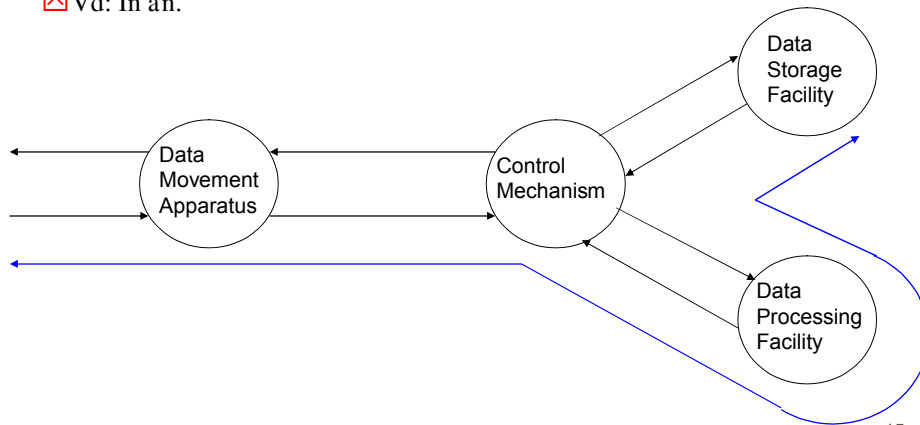 Vd: In ấn.
Data
Storage
Facility
Data
Movement
Apparatus
Control
Mechanism
Data
Processing
Facility